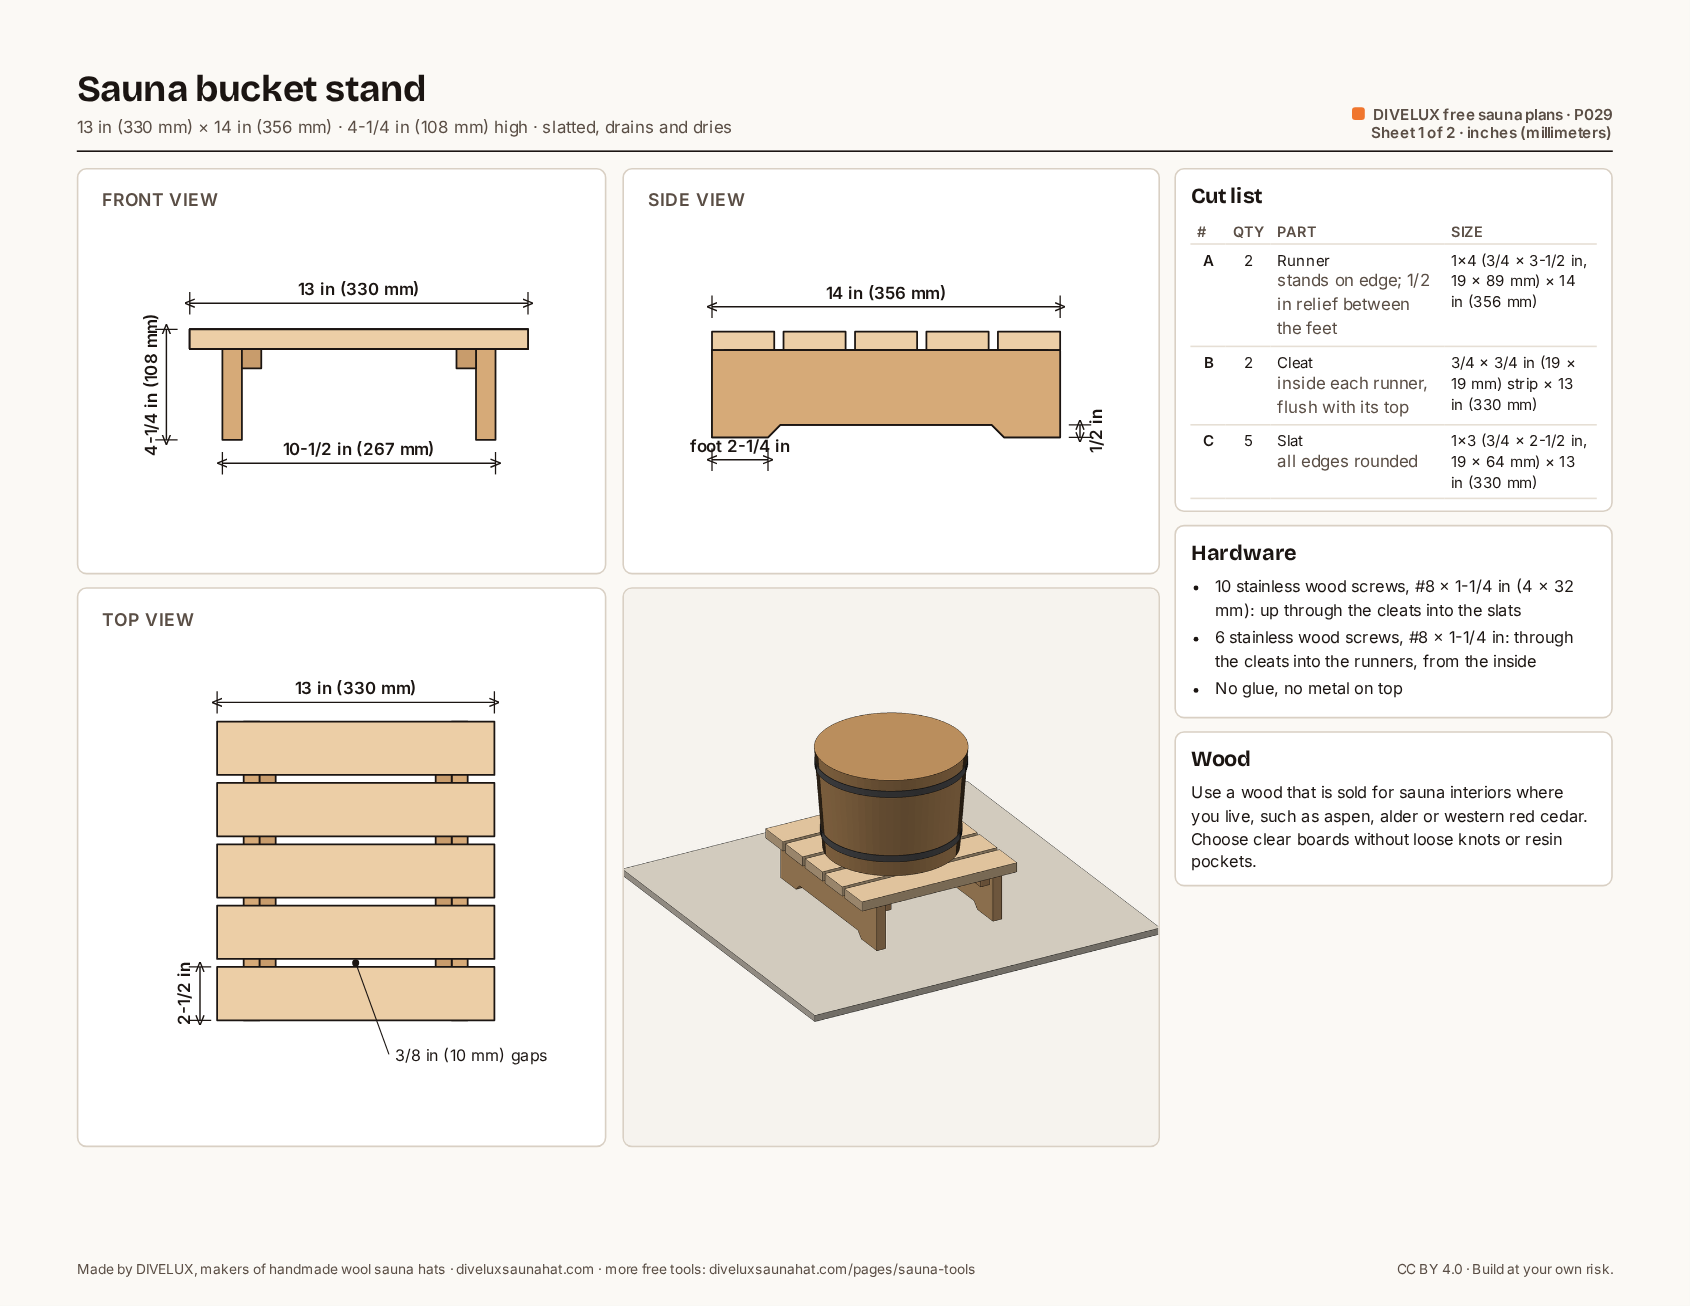 Sauna bucket stand
13 in (330 mm) × 14 in (356 mm) · 4-1/4 in (108 mm) high · slatted, drains and dries
DIVELUX free sauna plans · P029
Sheet 1 of 2 · inches (millimeters)
FRONT VIEW
13 in (330 mm)
4-1/4 in (108 mm)
10-1/2 in (267 mm)
SIDE VIEW
14 in (356 mm)
foot 2-1/4 in
1/2 in
TOP VIEW
13 in (330 mm)
2-1/2 in
3/8 in (10 mm) gaps
Cut list
# QTY PART SIZE
A 2 Runner 1×4 (3/4 × 3-1/2 in,
stands on edge; 1/2 19 × 89 mm) × 14
in relief between in (356 mm)
the feet
B 2 Cleat 3/4 × 3/4 in (19 ×
inside each runner, 19 mm) strip × 13
flush with its top in (330 mm)
C 5 Slat 1×3 (3/4 × 2-1/2 in,
all edges rounded 19 × 64 mm) × 13
in (330 mm)
Hardware
• 10 stainless wood screws, #8 × 1-1/4 in (4 × 32
mm): up through the cleats into the slats
• 6 stainless wood screws, #8 × 1-1/4 in: through
the cleats into the runners, from the inside
• No glue, no metal on top
Wood
Use a wood that is sold for sauna interiors where
you live, such as aspen, alder or western red cedar.
Choose clear boards without loose knots or resin
pockets.
Made by DIVELUX, makers of handmade wool sauna hats · diveluxsaunahat.com · more free tools: diveluxsaunahat.com/pages/sauna-tools
CC BY 4.0 · Build at your own risk.